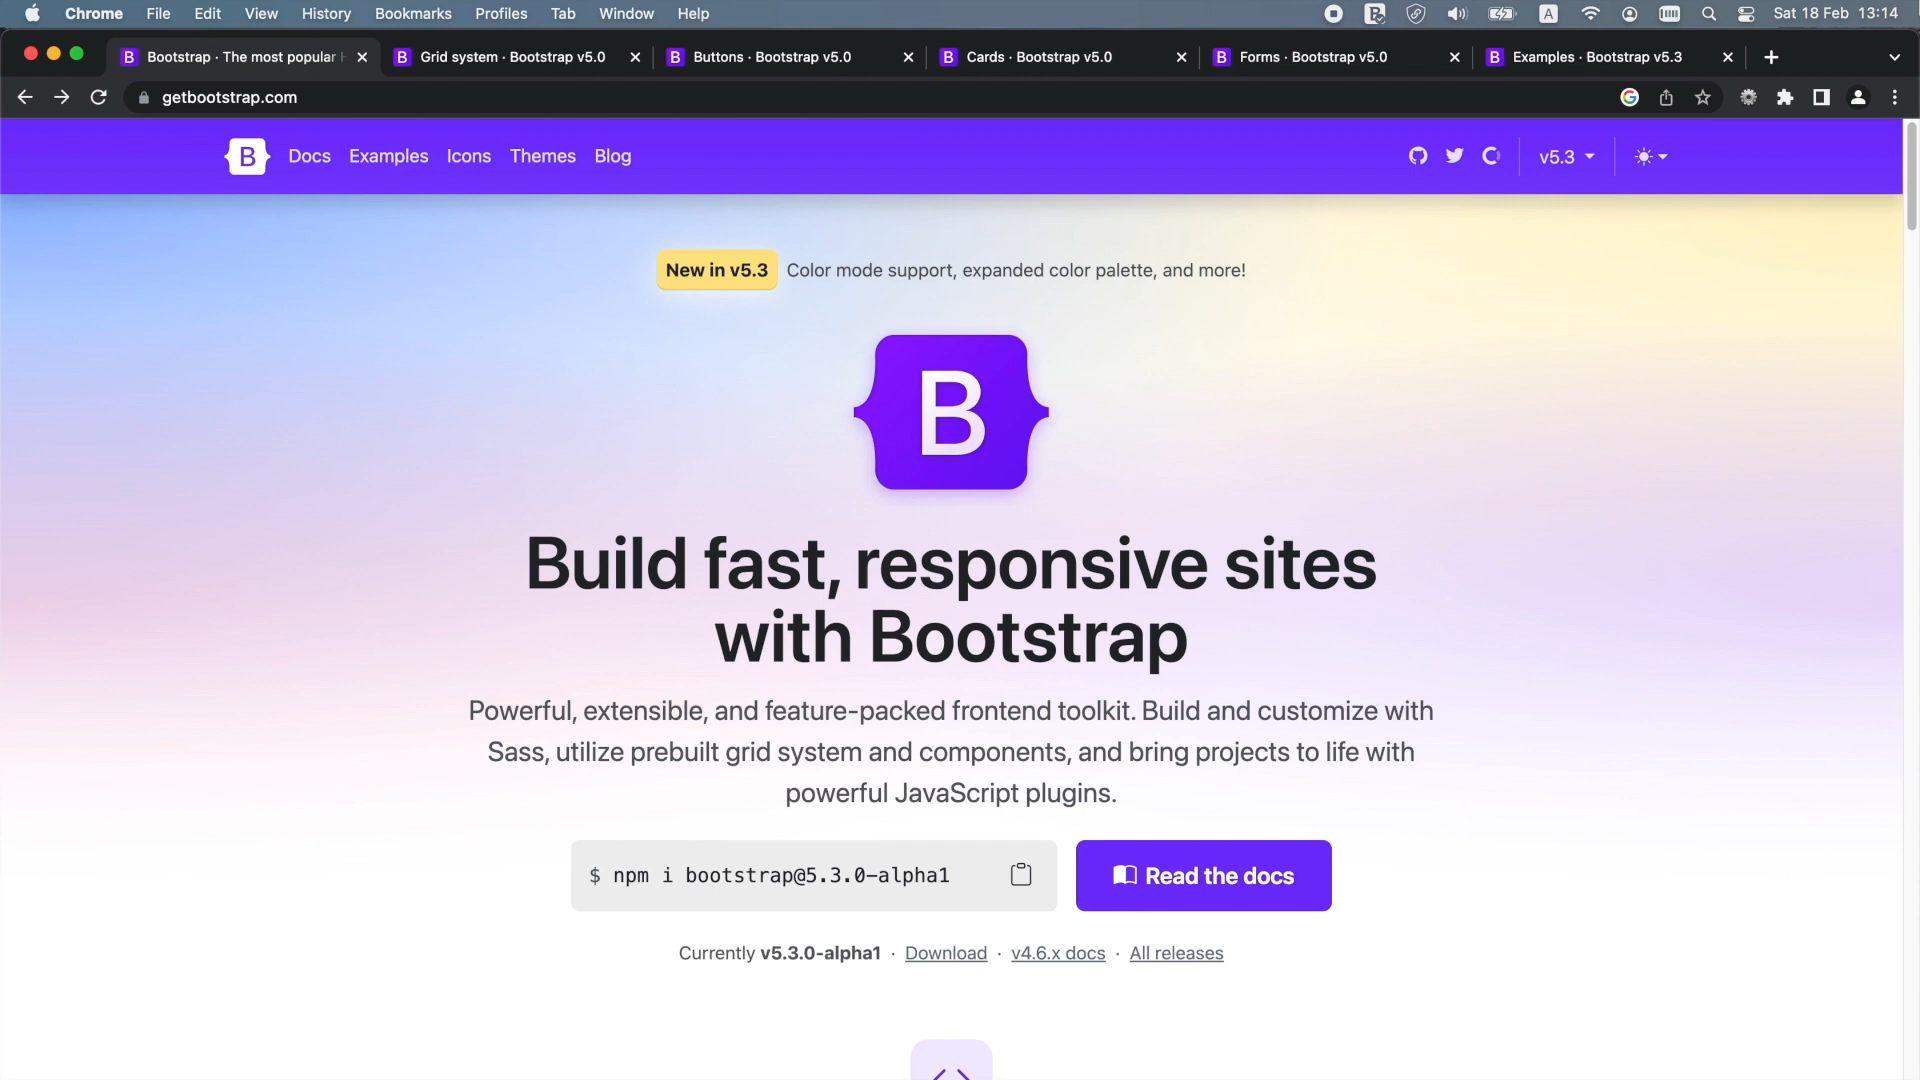 Chrome File Edit View History Bookmarks Profiles Tab Window Help A Sat 18 Feb 13:14
B Bootstrap · The most popular B Grid system · Bootstrap v5.0 B Buttons · Bootstrap v5.0 B Cards · Bootstrap v5.0 B Forms · Bootstrap v5.0 B Examples · Bootstrap v5.3
getbootstrap.com
B Docs Examples Icons Themes Blog v5.3
New in v5.3 Color mode support, expanded color palette, and more!
B
Build fast, responsive sites
with Bootstrap
Powerful, extensible, and feature-packed frontend toolkit. Build and customize with
Sass, utilize prebuilt grid system and components, and bring projects to life with
powerful JavaScript plugins.
$ npm i bootstrap@5.3.0-alpha1 Read the docs
Currently v5.3.0-alpha1 · Download · v4.6.x docs · All releases